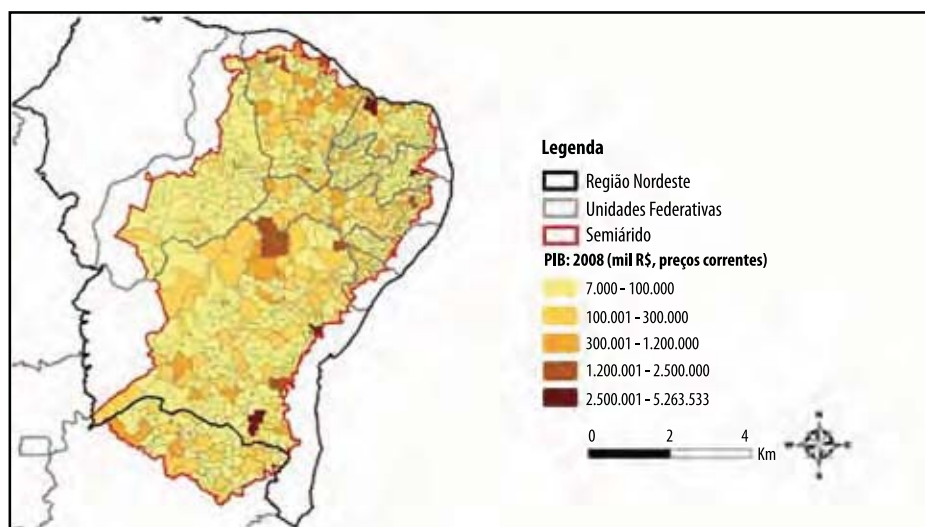 Legenda
Região Nordeste
Unidades Federativas
Semiárido
PIB: 2008 (mil R$, preços correntes)
7.000 - 100.000
100.001 - 300.000
300.001 - 1.200.000
1.200.001 - 2.500.000
2.500.001 - 5.263.533
0 2 4
Km
N
S